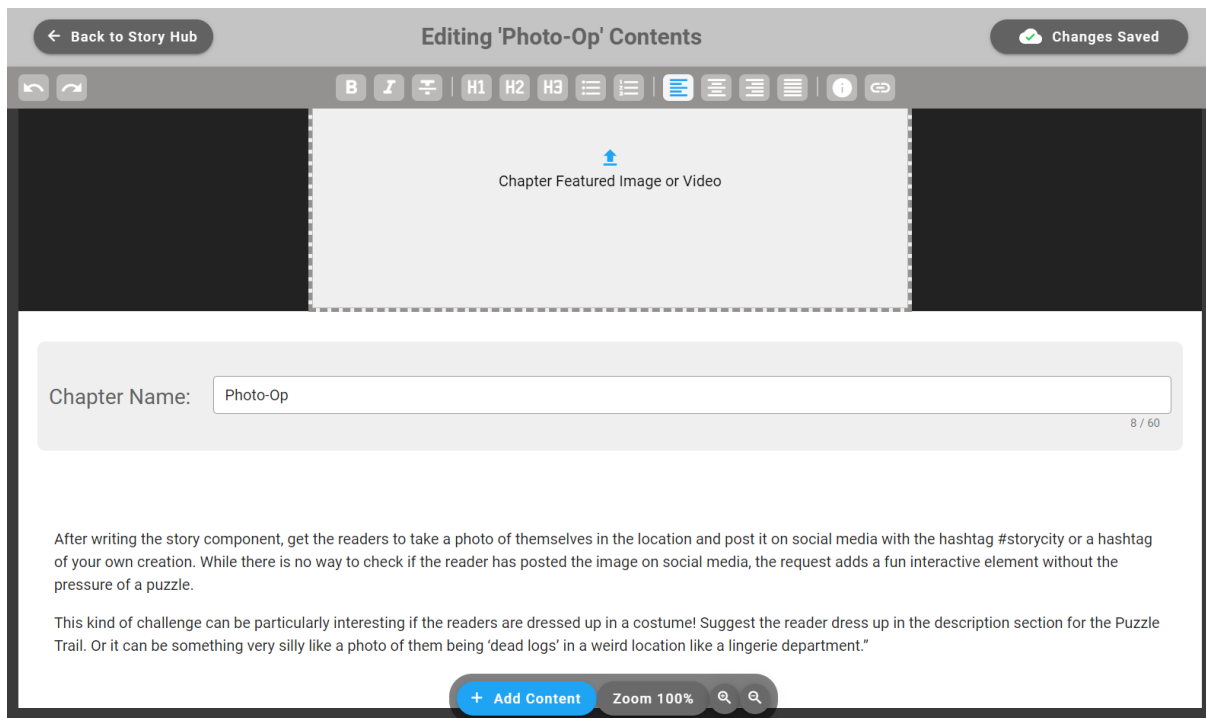 Back to Story Hub
Editing 'Photo-Op' Contents
Changes Saved
B I T H1 H2 H3
Chapter Featured Image or Video
Chapter Name:
Photo-Op
8 / 60
After writing the story component, get the readers to take a photo of themselves in the location and post it on social media with the hashtag #storycity or a hashtag
of your own creation. While there is no way to check if the reader has posted the image on social media, the request adds a fun interactive element without the
pressure of a puzzle.
This kind of challenge can be particularly interesting if the readers are dressed up in a costume! Suggest the reader dress up in the description section for the Puzzle
Trail. Or it can be something very silly like a photo of them being ‘dead logs’ in a weird location like a lingerie department.”
+ Add Content
Zoom 100%